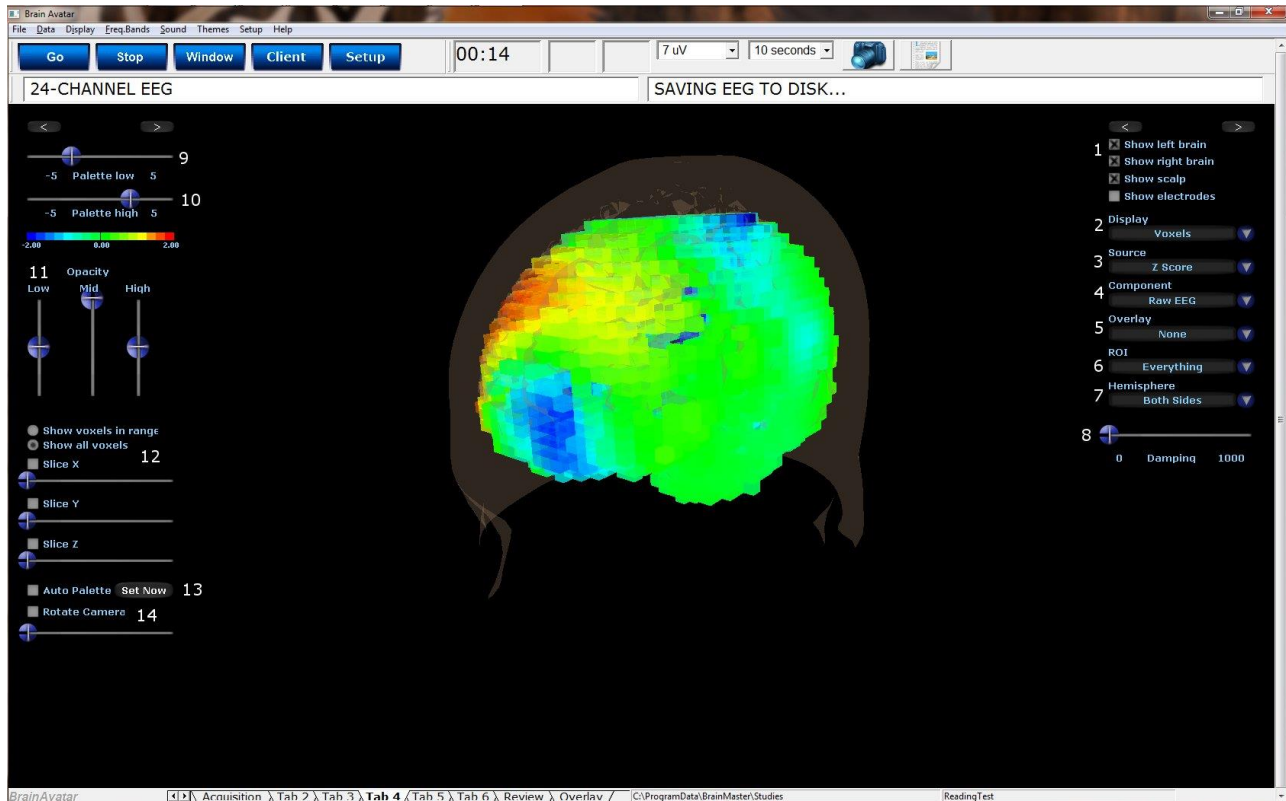 Brain Avatar
File Data Display Freq.Bands Sound Themes Setup Help
Go Stop Window Client Setup 00:14 7 uV 10 seconds
24-CHANNEL EEG SAVING EEG TO DISK...
< >
9
-5 Palette low 5
10
-5 Palette high 5
-2.00 0.00 2.00
11 Opacity
Low Mid High
Show voxels in range
Show all voxels
12
Slice X
Slice Y
Slice Z
Auto Palette Set Now 13
Rotate Camera 14
< >
1 Show left brain
Show right brain
Show scalp
Show electrodes
2 Display
Voxels
3 Source
Z Score
4 Component
Raw EEG
5 Overlay
None
6 ROI
Everything
7 Hemisphere
Both Sides
8
0 Damping 1000
BrainAvatar Acquisition Tab 2 Tab 3 Tab 4 Tab 5 Tab 6 Review Overlay C:\ProgramData\BrainMaster\Studies ReadingTest